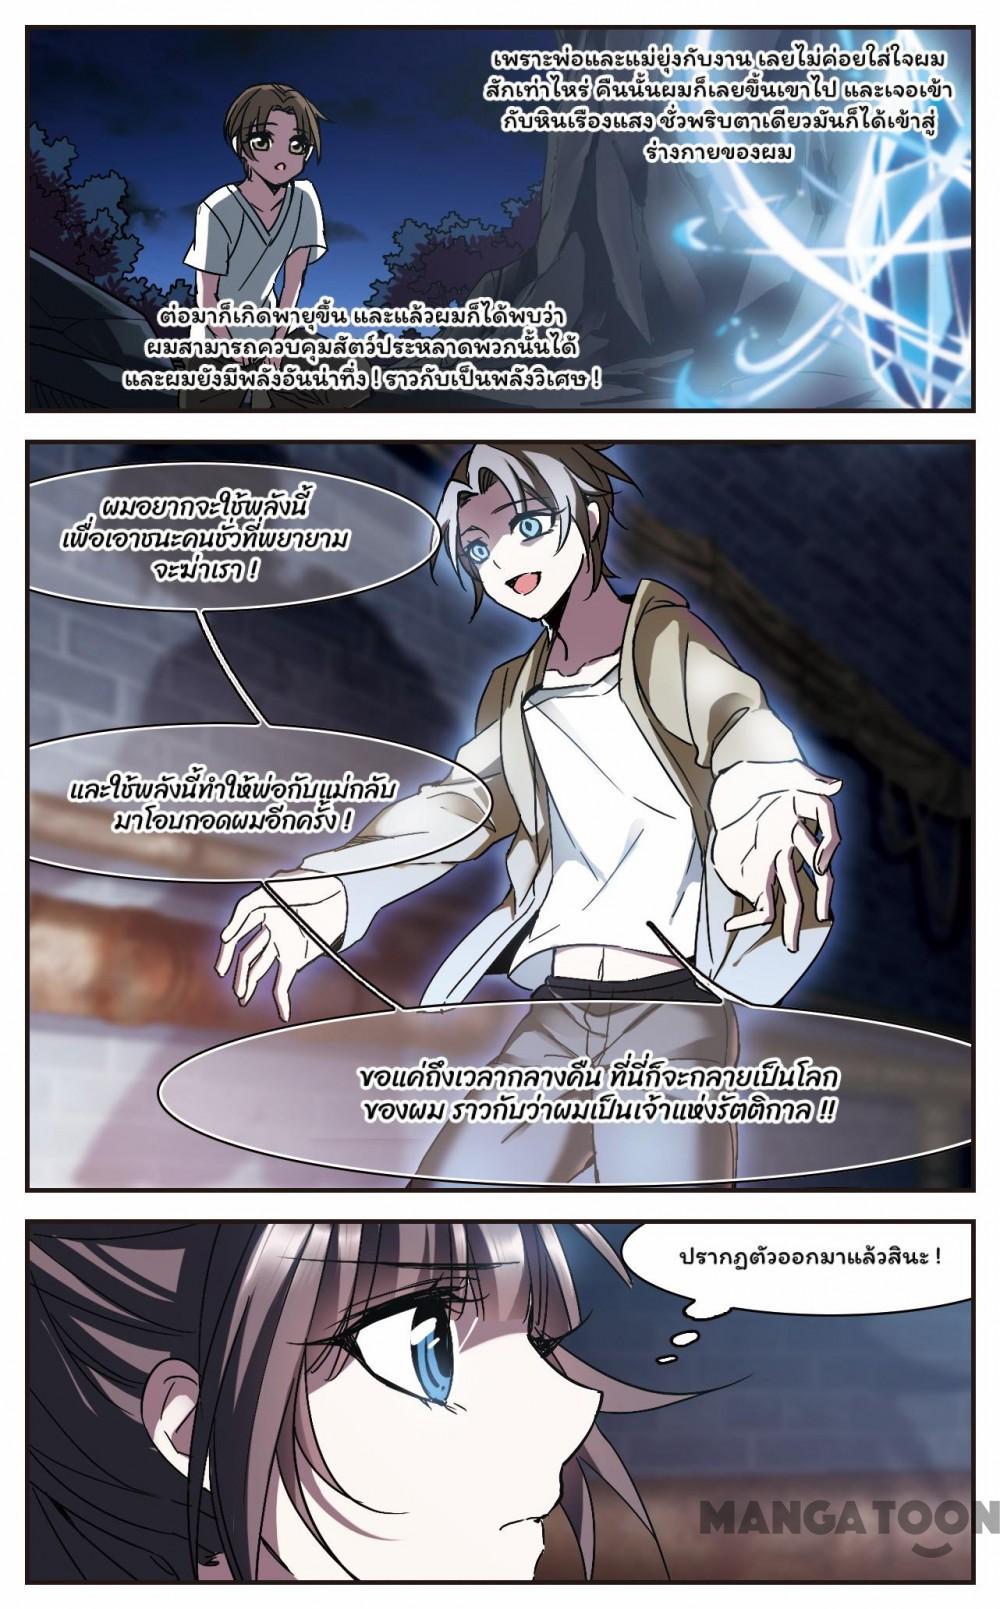 เพราะพ่อและแม่ยุ่งกับงาน เลยไม่ค่อยใส่ใจผม
สักเท่าไหร่ คืนนั้นผมก็เลยขึ้นเขาไป และเจอเข้า
กับหินเรืองแสง ชั่วพริบตาเดียวมันก็ได้เข้าสู่
ร่างกายของผม
ต่อมาก็เกิดพายุขึ้น และแล้วผมก็ได้พบว่า
ผมสามารถควบคุมสัตว์ประหลาดพวกนั้นได้
และผมยังมีพลังอันน่าทึ่ง ! ราวกับเป็นพลังวิเศษ !
ผมอยากจะใช้พลังนี้
เพื่อเอาชนะคนชั่วที่พยายาม
จะฆ่าเรา !
และใช้พลังนี้ทำให้พ่อกับแม่กลับ
มาโอบกอดผมอีกครั้ง !
ขอแค่ถึงเวลากลางคืน ที่นี่ก็จะกลายเป็นโลก
ของผม ราวกับว่าผมเป็นเจ้าแห่งรัตติกาล !!
ปรากฏตัวออกมาแล้วสินะ !
MANGATOON